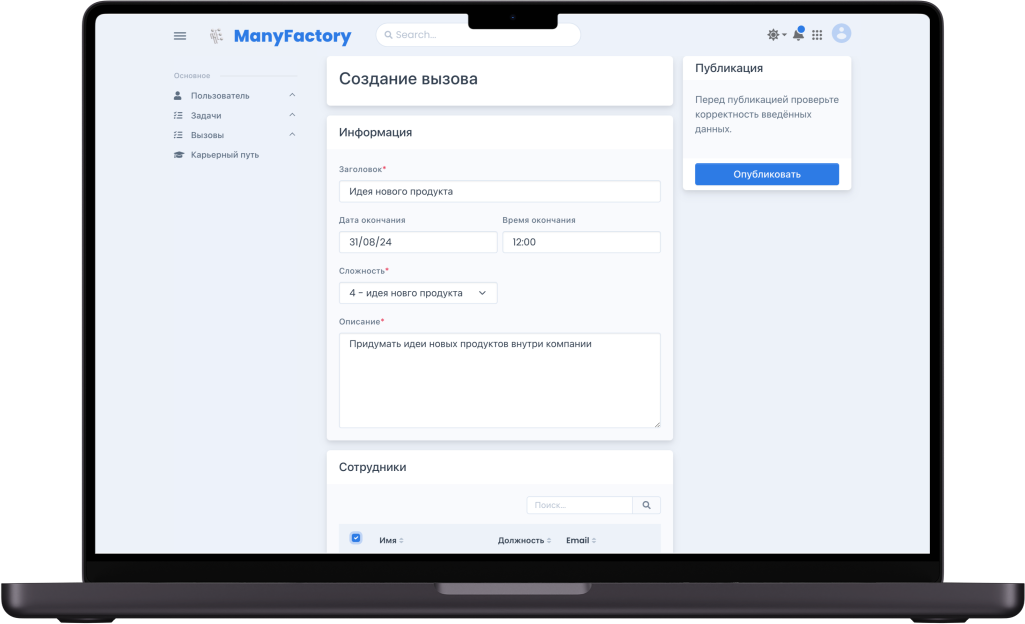 ManyFactory
Search...
Основное
Пользователь
Задачи
Вызовы
Карьерный путь
Создание вызова
Информация
Заголовок*
Идея нового продукта
Дата окончания Время окончания
31/08/24 12:00
Сложность*
4 - идея новго продукта
Описание*
Придумать идеи новых продуктов внутри компании
Сотрудники
Поиск...
Имя Должность Email
Публикация
Перед публикацией проверьте
корректность введённых
данных.
Опубликовать